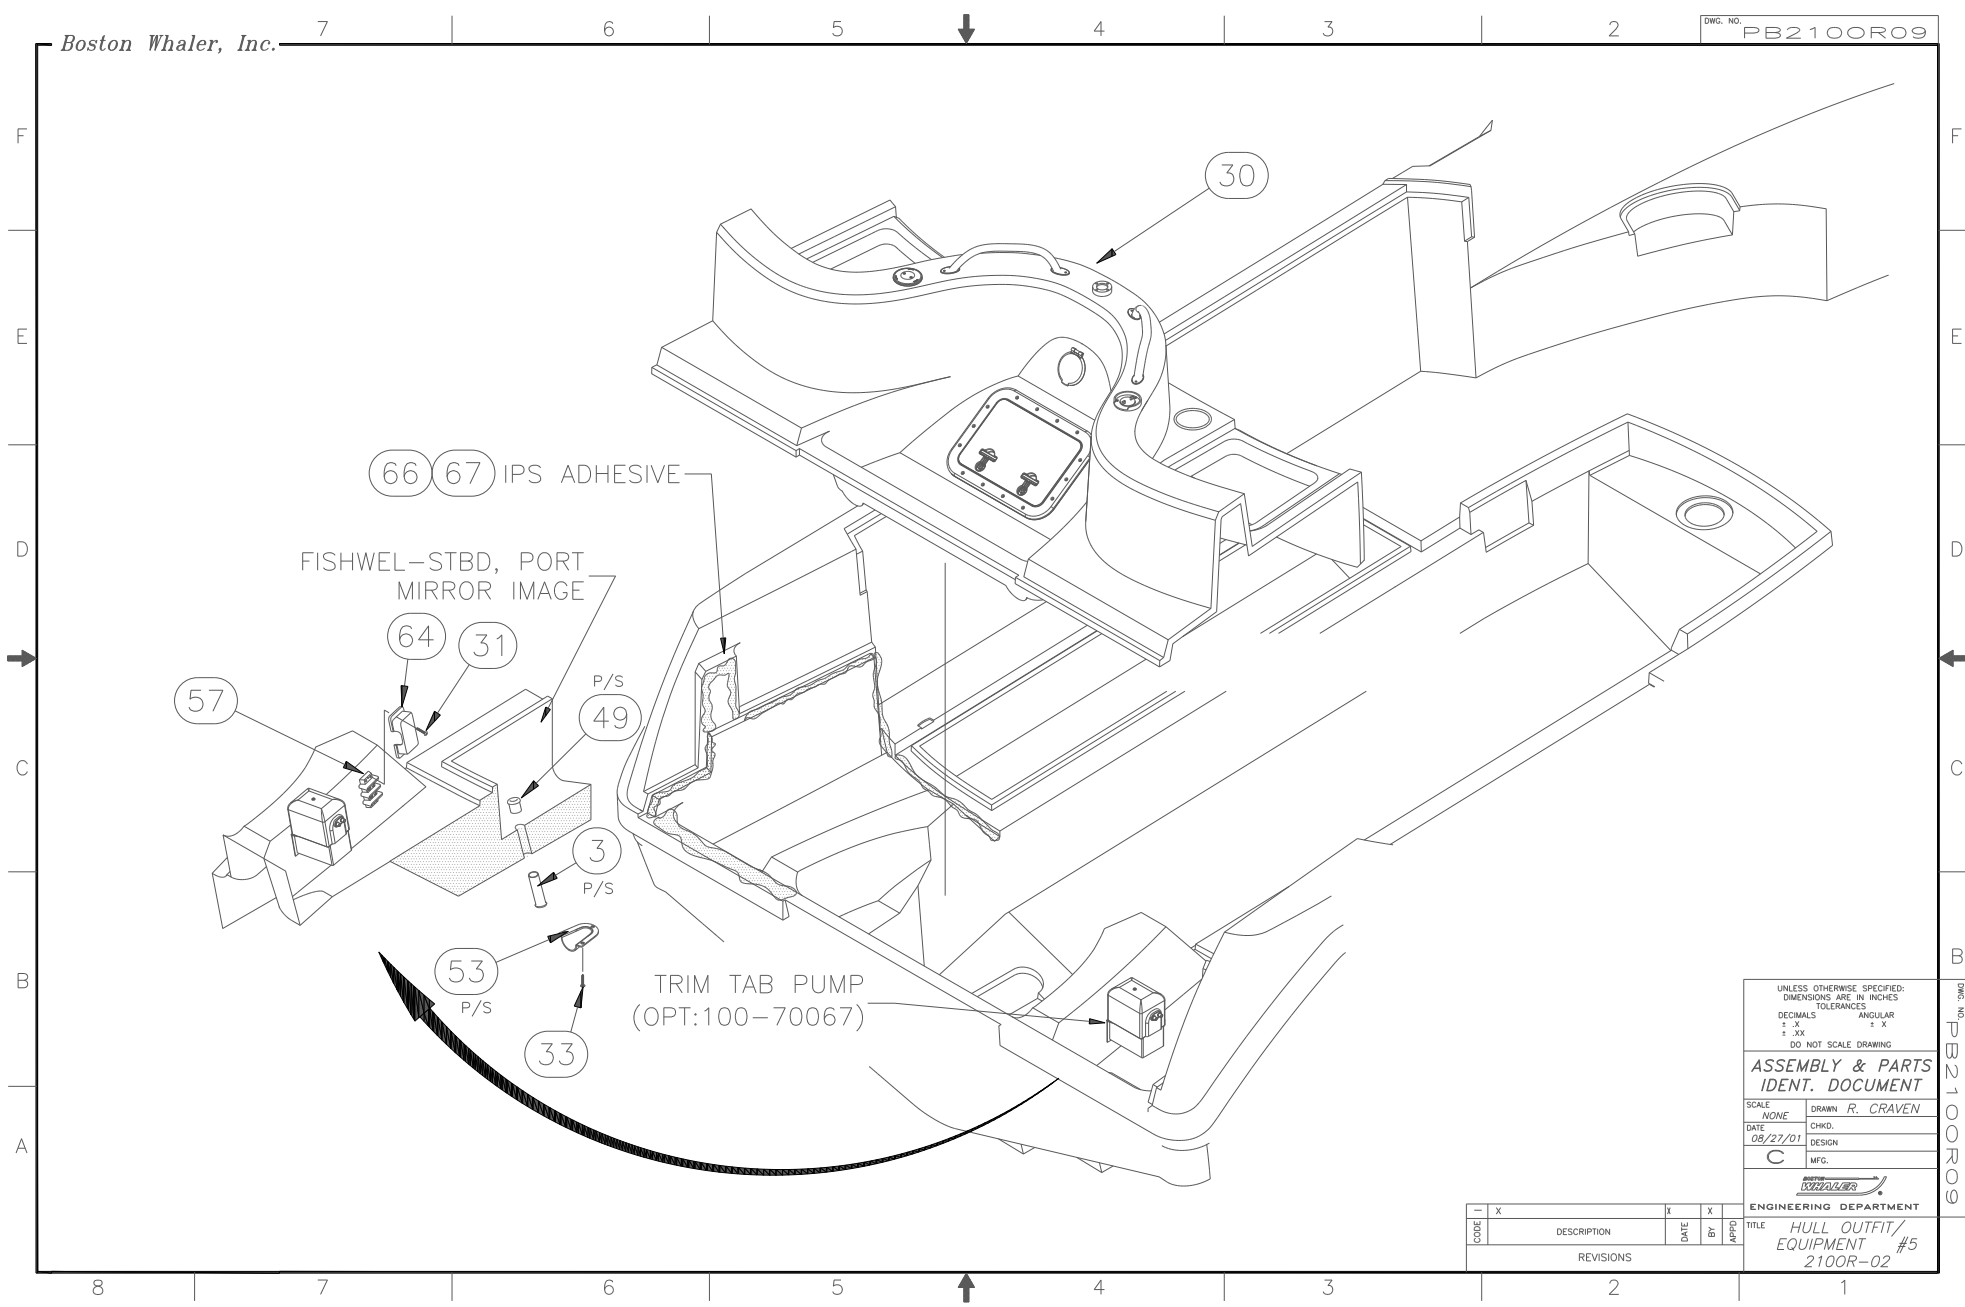 7 6 5 4 3 2
DWG. NO.
PB2100R09
Boston Whaler, Inc.
F F
30
E E
66 67 IPS ADHESIVE
D D
FISHWEL-STBD, PORT
MIRROR IMAGE
64 31
P/S
57 49
C C
3
P/S
53
P/S
B B
TRIM TAB PUMP
(OPT:100-70067)
33
A
UNLESS OTHERWISE SPECIFIED:
DIMENSIONS ARE IN INCHES
TOLERANCES
DECIMALS ANGULAR
± .X ± X
± .XX
DO NOT SCALE DRAWING
DWG. NO.
PB2100R09
ASSEMBLY & PARTS
IDENT. DOCUMENT
SCALE
NONE
DRAWN R. CRAVEN
DATE
08/27/01
CHKD.
DESIGN
C
MFG.
BOSTON
WHALER
ENGINEERING DEPARTMENT
TITLE
HULL OUTFIT/
EQUIPMENT #5
2100R-02
— X X X
CODE DESCRIPTION DATE BY APPD
REVISIONS
8 7 6 5 4 3 2 1